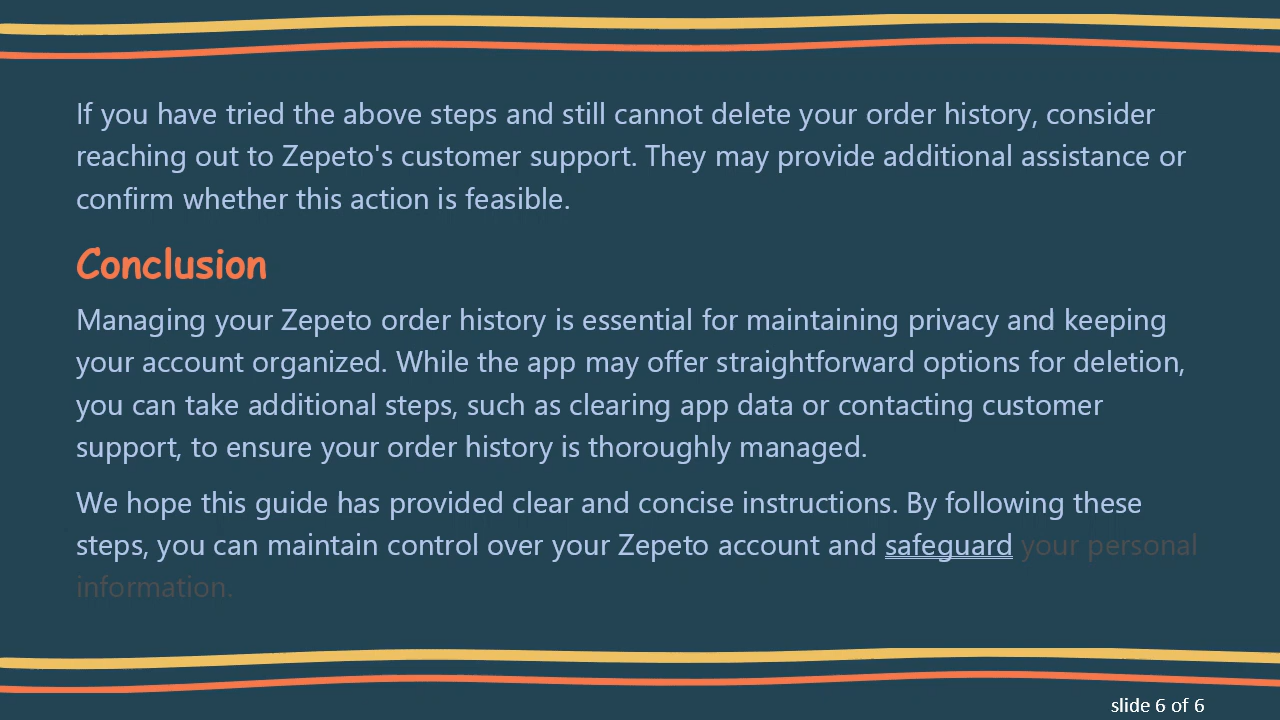 If you have tried the above steps and still cannot delete your order history, consider
reaching out to Zepeto's customer support. They may provide additional assistance or
confirm whether this action is feasible.
Conclusion
Managing your Zepeto order history is essential for maintaining privacy and keeping
your account organized. While the app may offer straightforward options for deletion,
you can take additional steps, such as clearing app data or contacting customer
support, to ensure your order history is thoroughly managed.
We hope this guide has provided clear and concise instructions. By following these
steps, you can maintain control over your Zepeto account and safeguard your personal
information.
slide 6 of 6